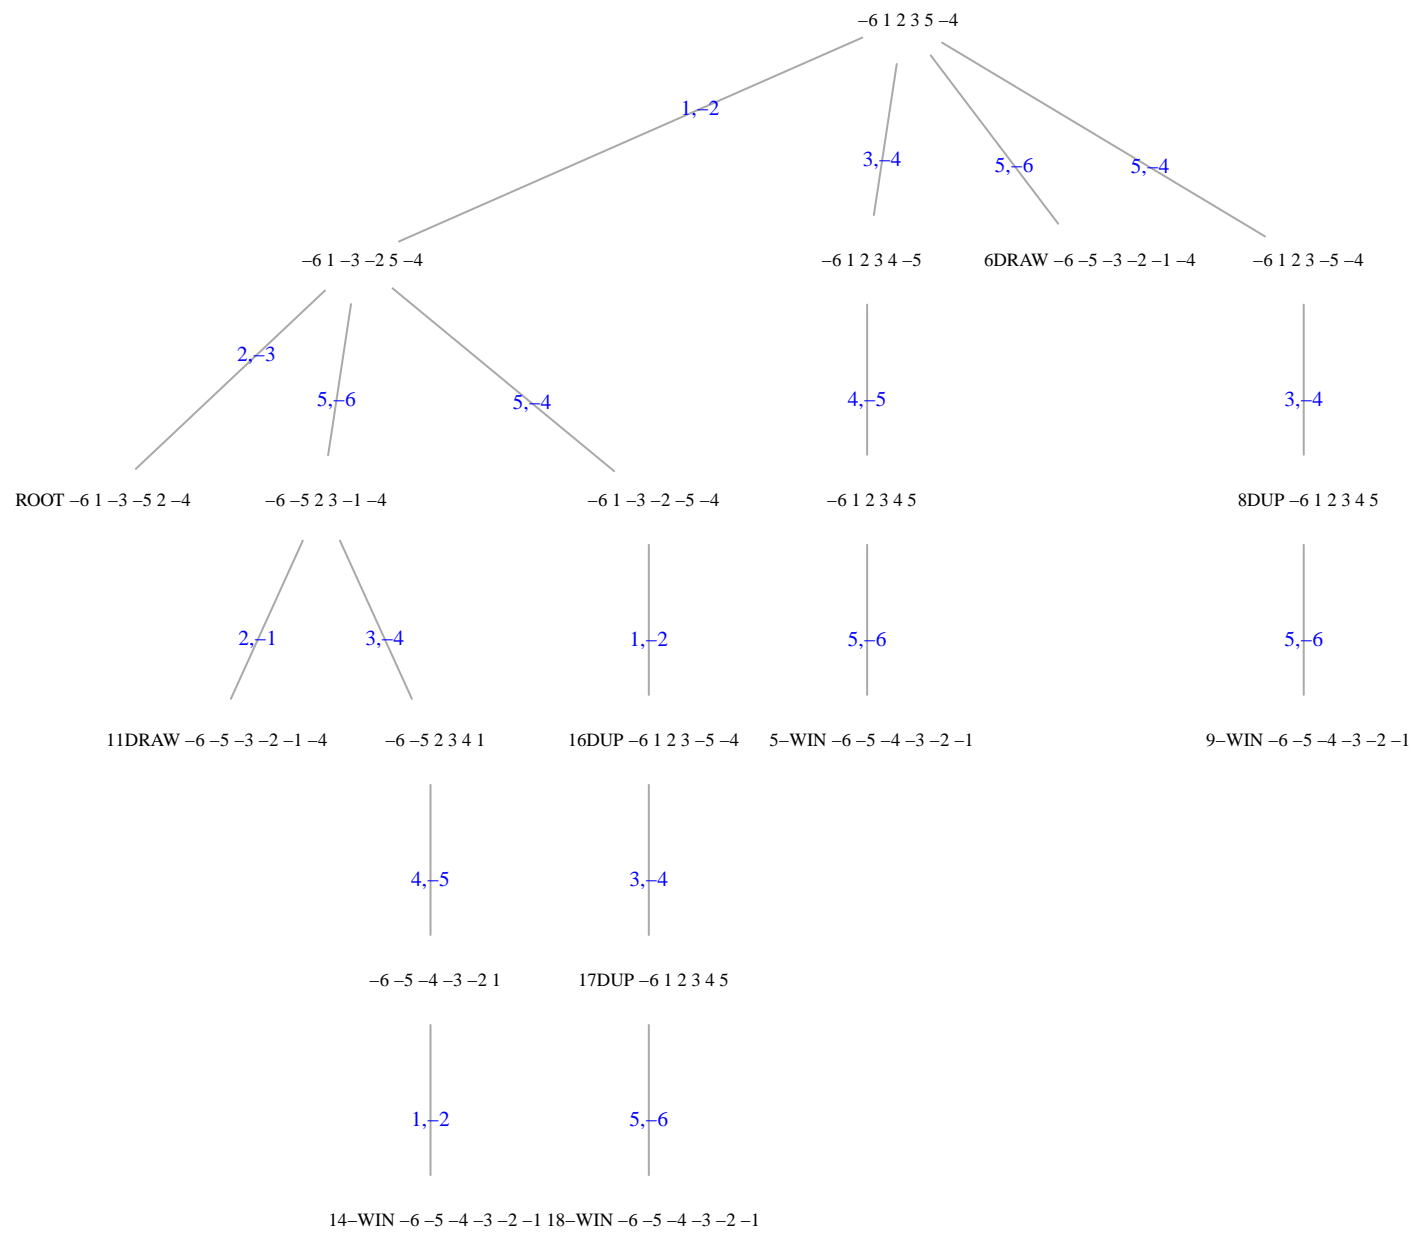 –6 1 2 3 5 –4
1,–2
3,–4
5,–6
5,–4
–6 1 –3 –2 5 –4
–6 1 2 3 4 –5
6DRAW –6 –5 –3 –2 –1 –4
–6 1 2 3 –5 –4
2,–3
5,–6
5,–4
4,–5
3,–4
ROOT –6 1 –3 –5 2 –4
–6 –5 2 3 –1 –4
–6 1 –3 –2 –5 –4
–6 1 2 3 4 5
8DUP –6 1 2 3 4 5
2,–1
3,–4
1,–2
5,–6
5,–6
11DRAW –6 –5 –3 –2 –1 –4
–6 –5 2 3 4 1
16DUP –6 1 2 3 –5 –4
5–WIN –6 –5 –4 –3 –2 –1
9–WIN –6 –5 –4 –3 –2 –1
4,–5
3,–4
–6 –5 –4 –3 –2 1
17DUP –6 1 2 3 4 5
1,–2
5,–6
14–WIN –6 –5 –4 –3 –2 –1
18–WIN –6 –5 –4 –3 –2 –1